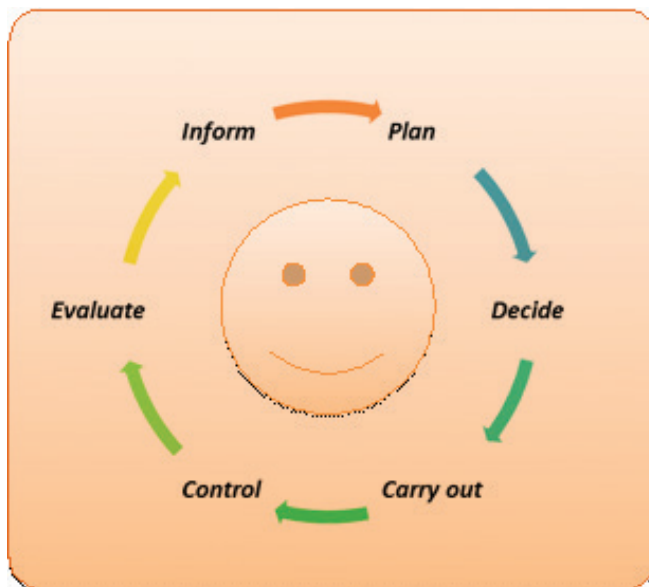 Inform
Plan
Decide
Carry out
Control
Evaluate